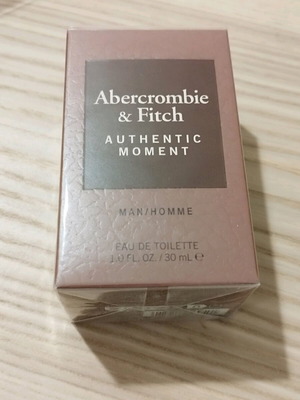 Abercrombie
& Fitch
AUTHENTIC
MOMENT
MAN/HOMME
EAU DE TOILETTE
1.0 FL. OZ. / 30 mL ℮